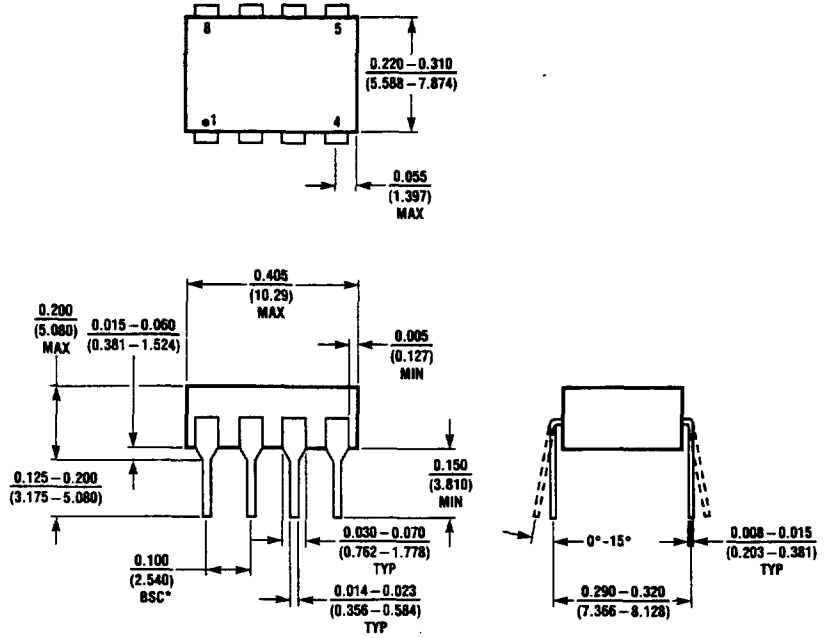 8 5
0.220 – 0.310
(5.588 – 7.874)
1 4
0.055
(1.397)
MAX
0.405
(10.29)
MAX
0.200
(5.080)
MAX
0.015 – 0.060
(0.381 – 1.524)
0.005
(0.127)
MIN
0.125 – 0.200
(3.175 – 5.080)
0.150
(3.810)
MIN
0.030 – 0.070
(0.762 – 1.778)
TYP
0.100
(2.540)
BSC*
0.014 – 0.023
(0.356 – 0.584)
TYP
0°-15°
0.008 – 0.015
(0.203 – 0.381)
TYP
0.290 – 0.320
(7.366 – 8.128)